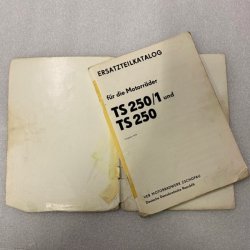 ERSATZTEILKATALOG
für die Motorräder
TS 250/1 und
TS 250
VEB MOTORRADWERK ZSCHOPAU
Deutsche Demokratische Republik